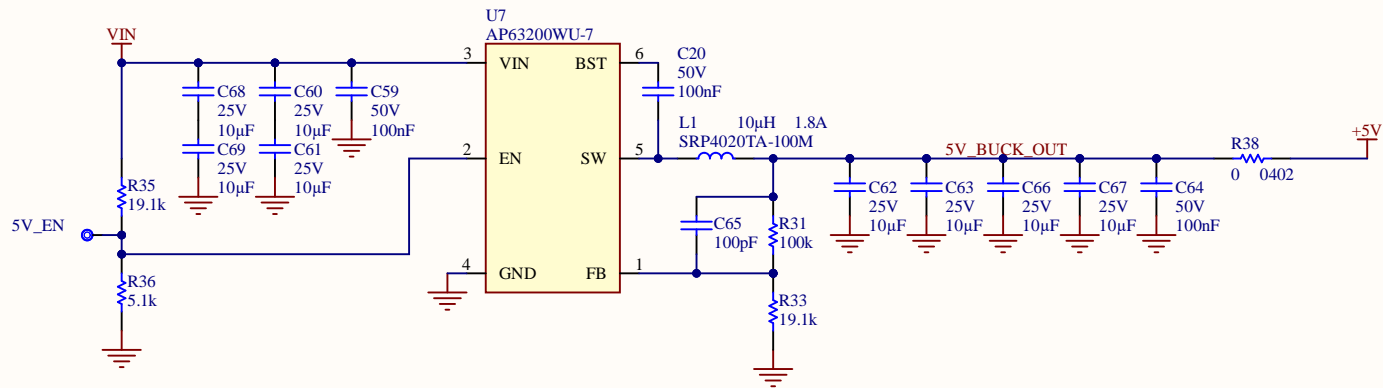 U7
AP63200WU-7
VIN
3
VIN
BST
6
C20
50V
100nF
C68
25V
10µF
C60
25V
10µF
C59
50V
100nF
C69
25V
10µF
C61
25V
10µF
2
EN
SW
5
L1 10µH 1.8A
SRP4020TA-100M
5V_BUCK_OUT
R38
0 0402
+5V
R35
19.1k
5V_EN
R36
5.1k
4
GND
FB
1
C65
100pF
R31
100k
R33
19.1k
C62
25V
10µF
C63
25V
10µF
C66
25V
10µF
C67
25V
10µF
C64
50V
100nF